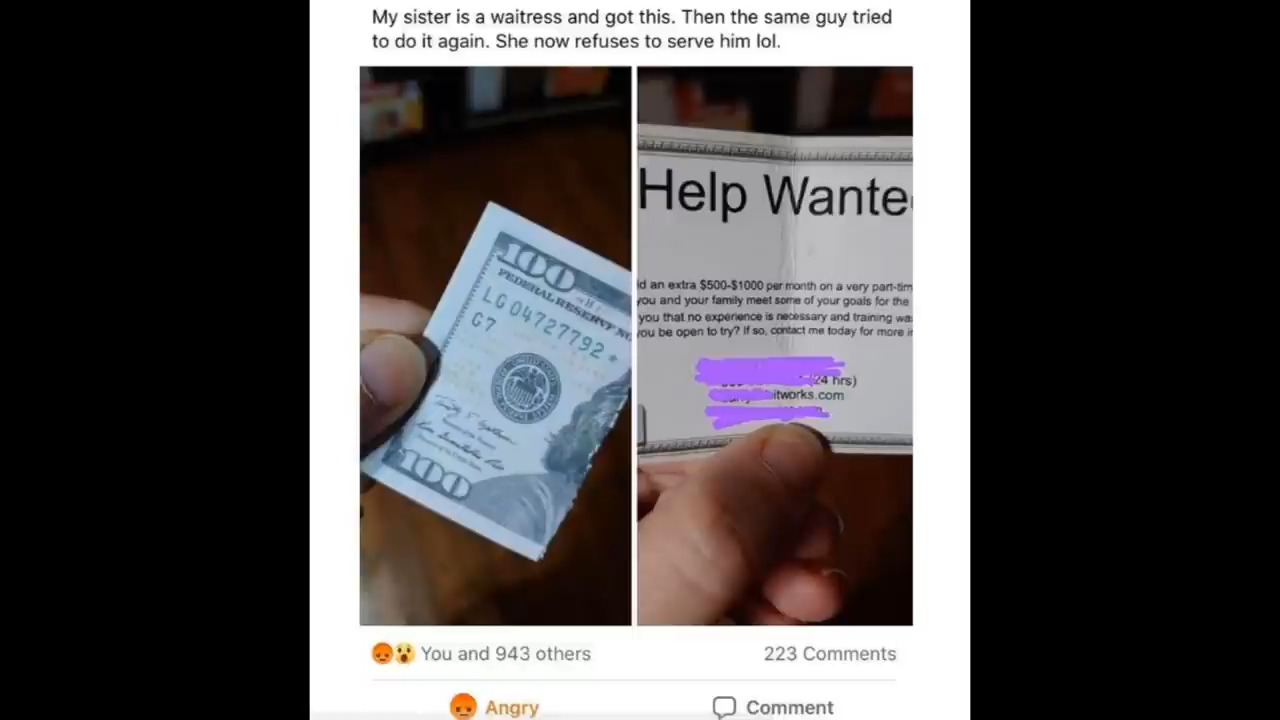 My sister is a waitress and got this. Then the same guy tried
to do it again. She now refuses to serve him lol.
100
FEDERAL RESERVE NO
LG 04727792 *
G7
100
Help Wante
d an extra $500-$1000 per month on a very part-tim
you and your family meet some of your goals for the
you that no experience is necessary and training wa
ou be open to try? If so, contact me today for more i
(24 hrs)
itworks.com
You and 943 others
223 Comments
Angry
Comment